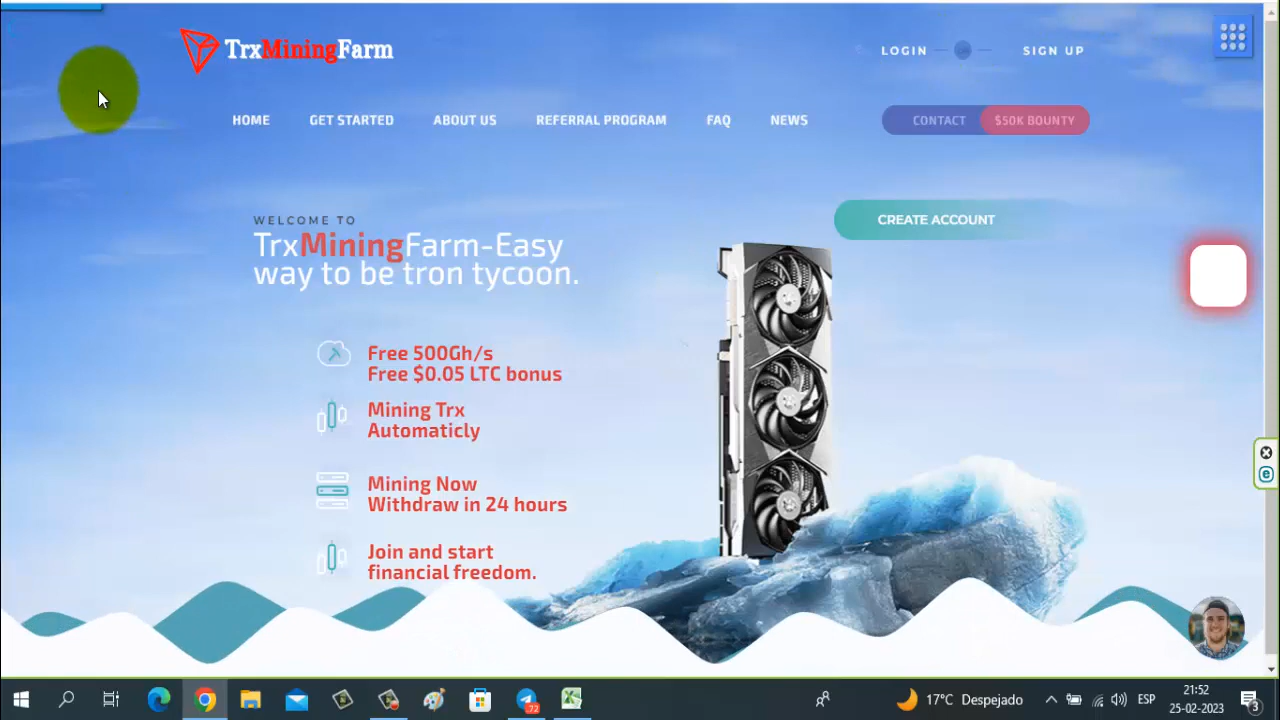 TrxMiningFarm
LOGIN
SIGN UP
HOME
GET STARTED
ABOUT US
REFERRAL PROGRAM
FAQ
NEWS
CONTACT
$50K BOUNTY
WELCOME TO
TrxMiningFarm-Easy
way to be tron tycoon.
CREATE ACCOUNT
Free 500Gh/s
Free $0.05 LTC bonus
Mining Trx
Automaticly
Mining Now
Withdraw in 24 hours
Join and start
financial freedom.
72
17°C Despejado
ESP
21:52
25-02-2023
3